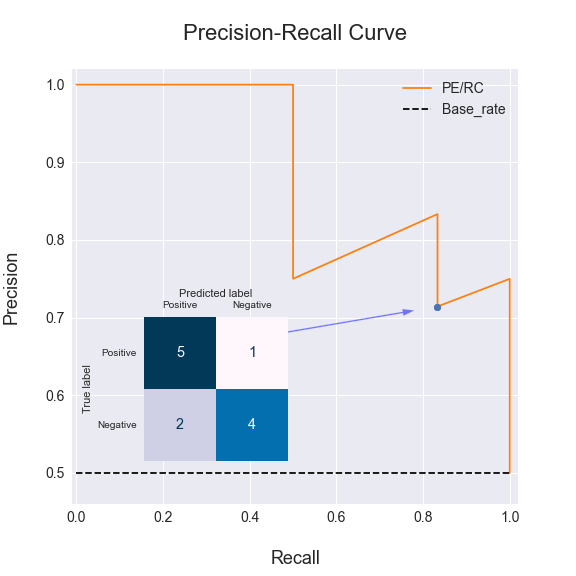 Precision-Recall Curve
PE/RC
Base_rate
1.0
0.9
0.8
0.7
0.6
0.5
Precision
Predicted label
Positive Negative
Positive 5 1
True label
Negative 2 4
0.0 0.2 0.4 0.6 0.8 1.0
Recall